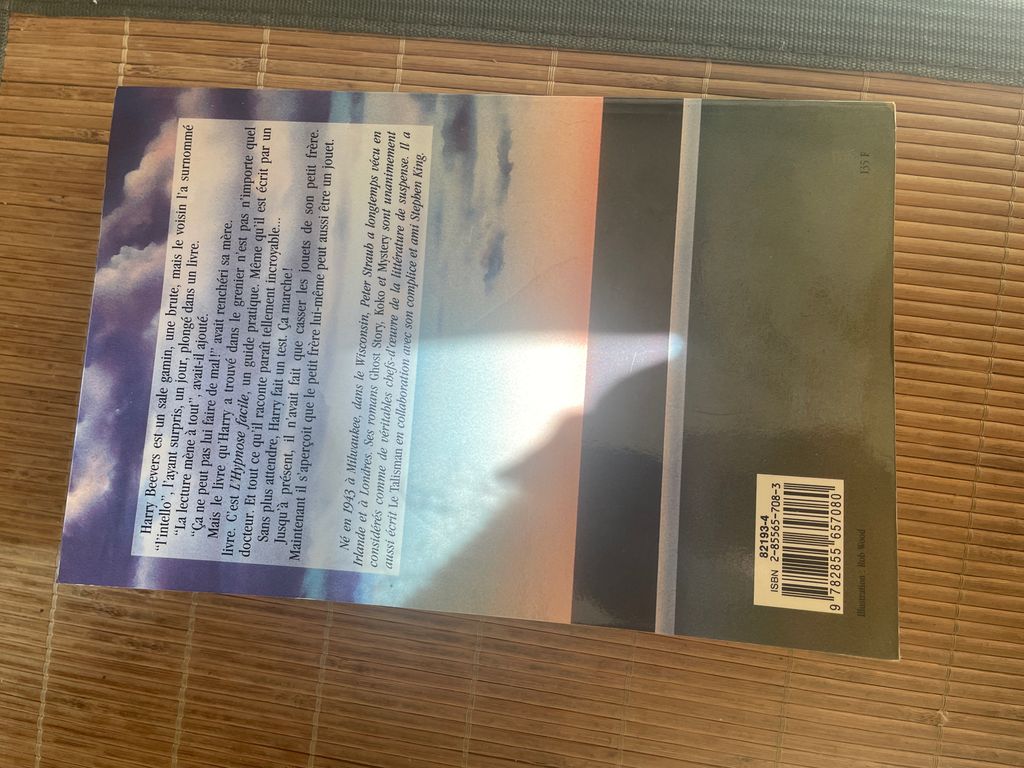 Harry Beevers est un sale gamin, une brute, mais le voisin l'a surnommé
"l'intello", l'ayant surpris, un jour, plongé dans un livre.
"La lecture mène à tout", avait-il ajouté.
"Ça ne peut pas lui faire de mal!" avait renchéri sa mère.
Mais le livre qu'Harry a trouvé dans le grenier n'est pas n'importe quel
livre. C'est L'Hypnose facile, un guide pratique. Même qu'il est écrit par un
docteur. Et tout ce qu'il raconte paraît tellement incroyable...
Sans plus attendre, Harry fait un test. Ça marche!
Jusqu'à présent, il n'avait fait que casser les jouets de son petit frère.
Maintenant il s'aperçoit que le petit frère lui-même peut aussi être un jouet.
Né en 1943 à Milwaukee, dans le Wisconsin, Peter Straub a longtemps vécu en
Irlande et à Londres. Ses romans Ghost Story, Koko et Mystery sont unanimement
considérés comme de véritables chefs-d'œuvre de la littérature de suspense. Il a
aussi écrit Le Talisman en collaboration avec son complice et ami Stephen King.
82193-4
ISBN 2-85565-708-3
9 782855 657080
Illustration : Rob Wood
135 F